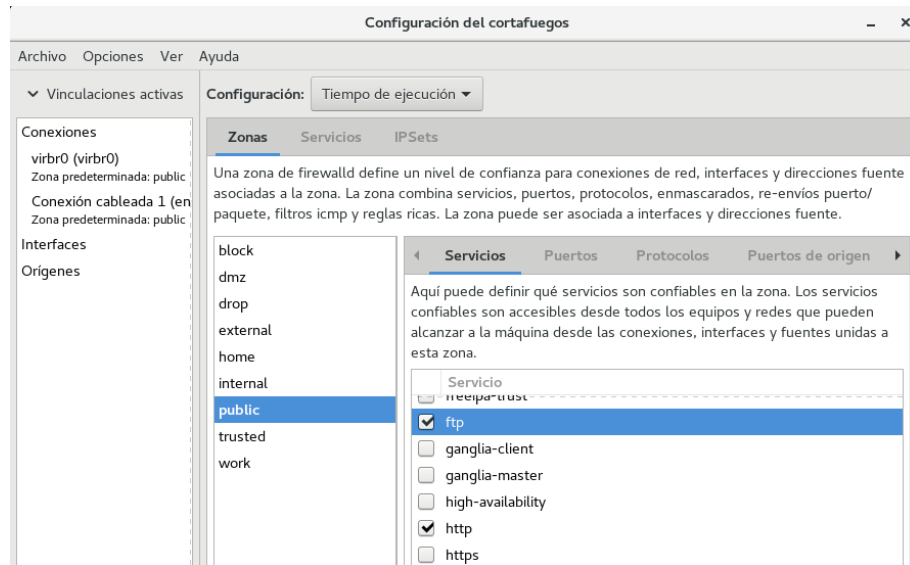 Configuración del cortafuegos
Archivo Opciones Ver Ayuda
Vinculaciones activas
Configuración: Tiempo de ejecución
Conexiones
virbr0 (virbr0)
Zona predeterminada: public
Conexión cableada 1 (en
Zona predeterminada: public
Interfaces
Orígenes
Zonas Servicios IPSets
Una zona de firewalld define un nivel de confianza para conexiones de red, interfaces y direcciones fuente
asociadas a la zona. La zona combina servicios, puertos, protocolos, enmascarados, re-envíos puerto/
paquete, filtros icmp y reglas ricas. La zona puede ser asociada a interfaces y direcciones fuente.
block
dmz
drop
external
home
internal
public
trusted
work
Servicios Puertos Protocolos Puertos de origen
Aquí puede definir qué servicios son confiables en la zona. Los servicios
confiables son accesibles desde todos los equipos y redes que pueden
alcanzar a la máquina desde las conexiones, interfaces y fuentes unidas a
esta zona.
Servicio
freeipa-trust
ftp
ganglia-client
ganglia-master
high-availability
http
https